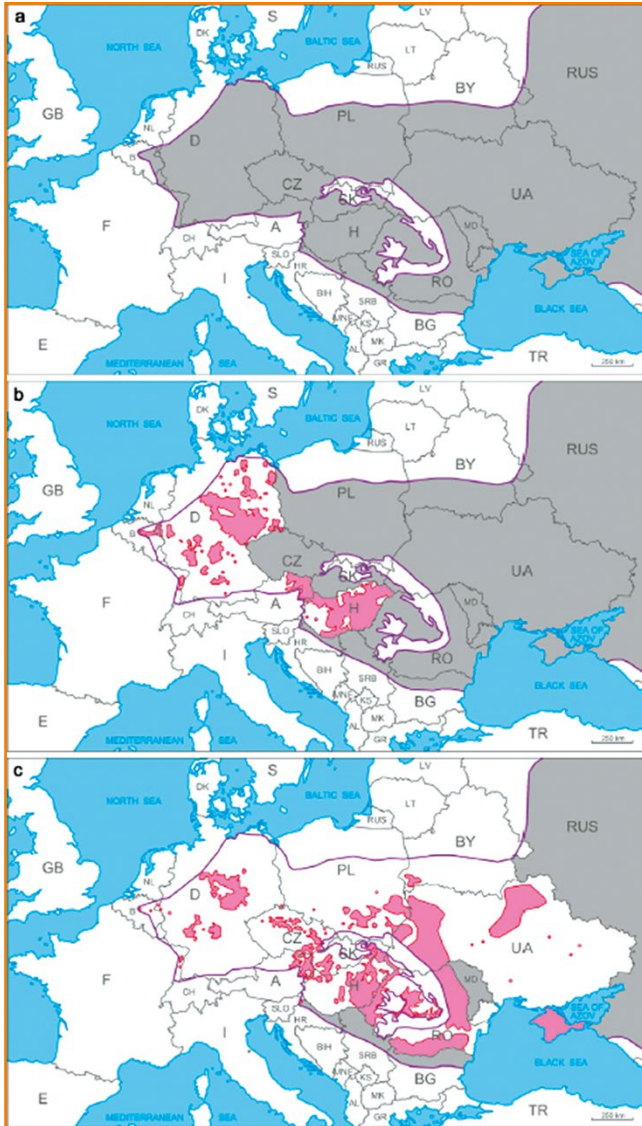 a
S
LV
DK
NORTH SEA
BALTIC SEA
LT
RUS
RUS
BY
GB
NL
PL
D
B
CZ
UA
SK
F
A
H
MD
CH
SEA OF
AZOV
SLO
HR
I
RO
BIH
SRB
BLACK SEA
MNE
KS
BG
E
AL
MK
MEDITERRANEAN SEA
GR
TR
250 km
b
S
LV
DK
NORTH SEA
BALTIC SEA
LT
RUS
RUS
BY
GB
NL
PL
D
B
CZ
UA
SK
F
A
H
MD
CH
SEA OF
AZOV
SLO
HR
I
RO
BIH
SRB
BLACK SEA
MNE
KS
BG
E
AL
MK
MEDITERRANEAN SEA
GR
TR
250 km
c
S
LV
DK
NORTH SEA
BALTIC SEA
LT
RUS
RUS
BY
GB
NL
PL
D
B
CZ
UA
SK
F
A
H
MD
CH
SEA OF
AZOV
SLO
HR
I
RO
BIH
SRB
BLACK SEA
MNE
KS
BG
E
AL
MK
MEDITERRANEAN SEA
GR
TR
250 km